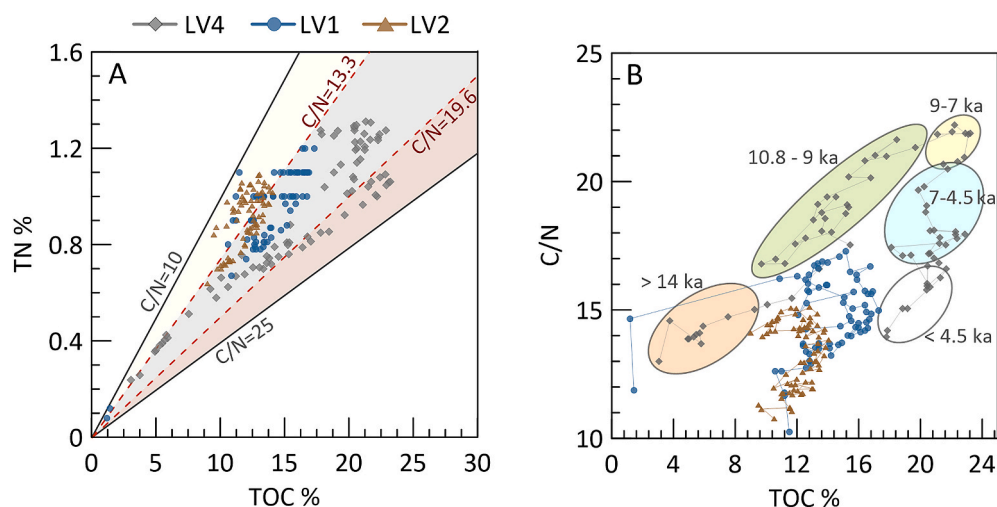 LV4 LV1 LV2
A
1.6
1.2
0.8
0.4
0
TN %
C/N=10
C/N=13.3
C/N=19.6
C/N=25
0 5 10 15 20 25 30
TOC %
B
25
20
15
10
C/N
9-7 ka
10.8 - 9 ka
7-4.5 ka
> 14 ka
< 4.5 ka
0 4 8 12 16 20 24
TOC %